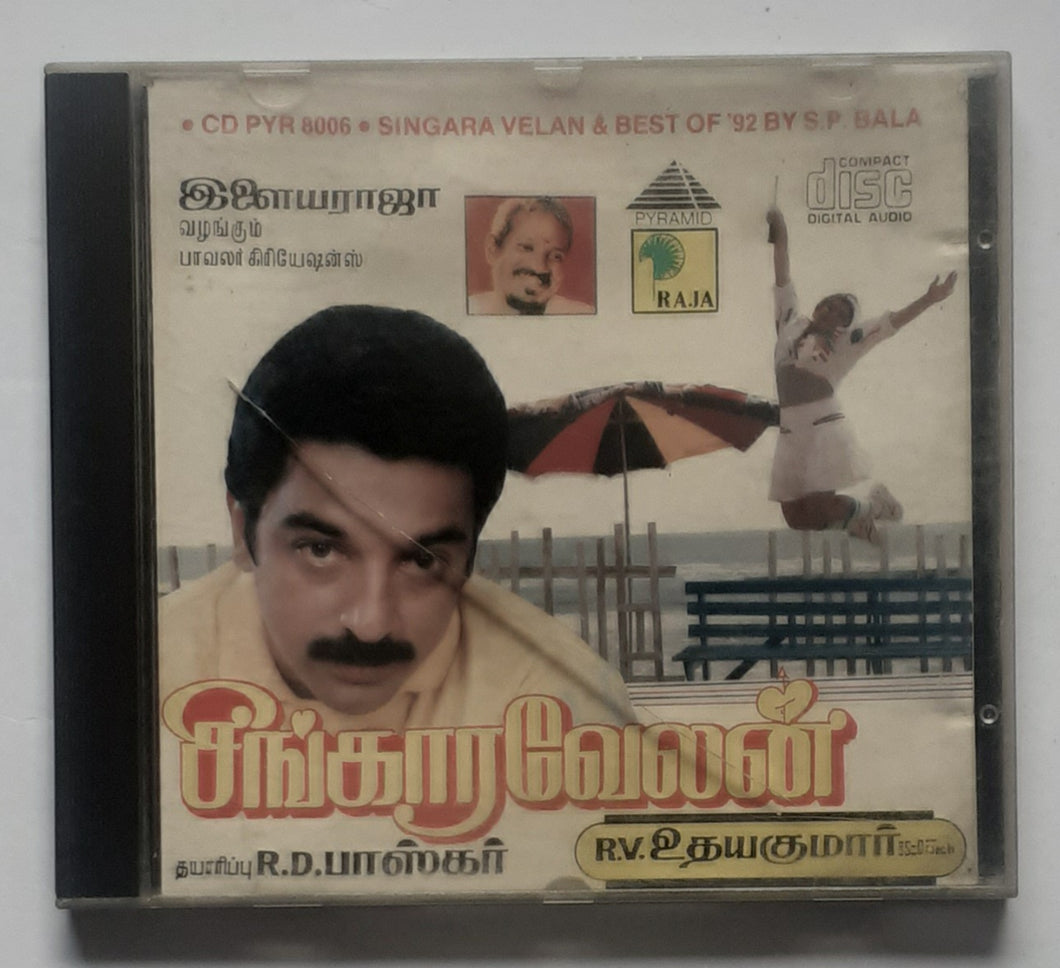 • CD PYR 8006 • SINGARA VELAN & BEST OF '92 BY S.P. BALA
இளையராஜா
வழங்கும்
பாவலர் கிரியேஷன்ஸ்
PYRAMID
RAJA
COMPACT
disc
DIGITAL AUDIO
சிங்காரவேலன்
தயாரிப்பு R.D.பாஸ்கர்
R.V.உதயகுமார்